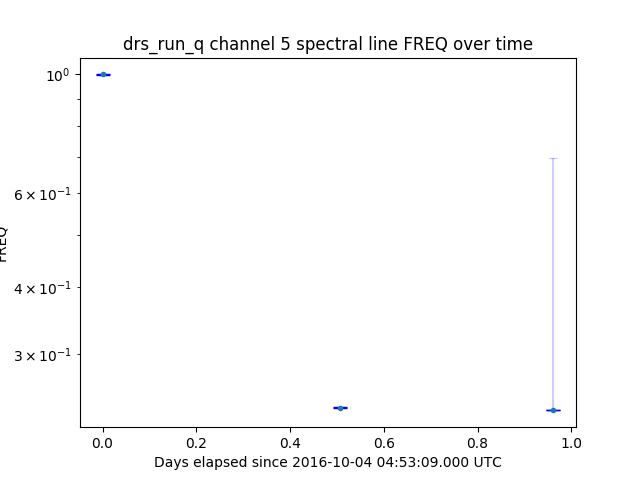 drs_run_q channel 5 spectral line FREQ over time
10⁰
6 × 10⁻¹
4 × 10⁻¹
3 × 10⁻¹
FREQ
0.0 0.2 0.4 0.6 0.8 1.0
Days elapsed since 2016-10-04 04:53:09.000 UTC